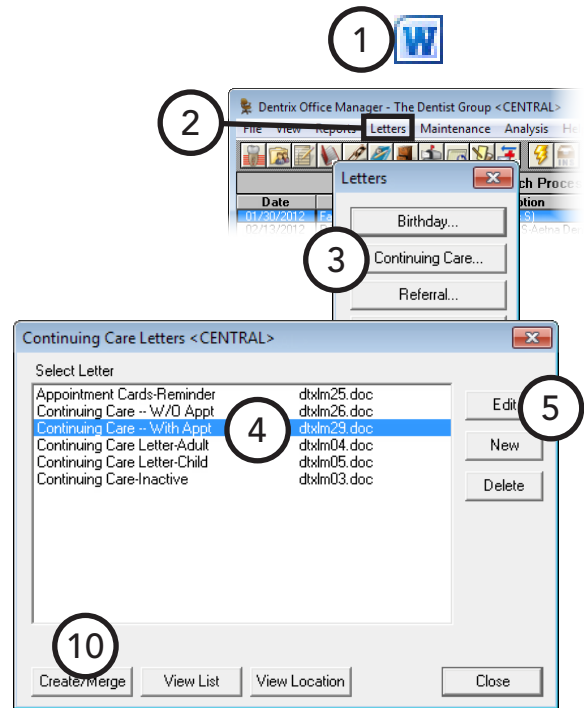 1 W
Dentrix Office Manager - The Dentist Group <CENTRAL>
2
File View Reports Letters Maintenance Analysis
Letters
Date
01/30/2012
02/13/2012
Birthday...
3
Continuing Care...
Referral...
Continuing Care Letters <CENTRAL>
Select Letter
Appointment Cards-Reminder dtxlm25.doc
Continuing Care -- W/O Appt dtxlm26.doc
Continuing Care -- With Appt dtxlm29.doc
Continuing Care Letter-Adult dtxlm04.doc
Continuing Care Letter-Child dtxlm05.doc
Continuing Care-Inactive dtxlm03.doc
4
Edit
5
New
Delete
10
Create/Merge View List View Location Close